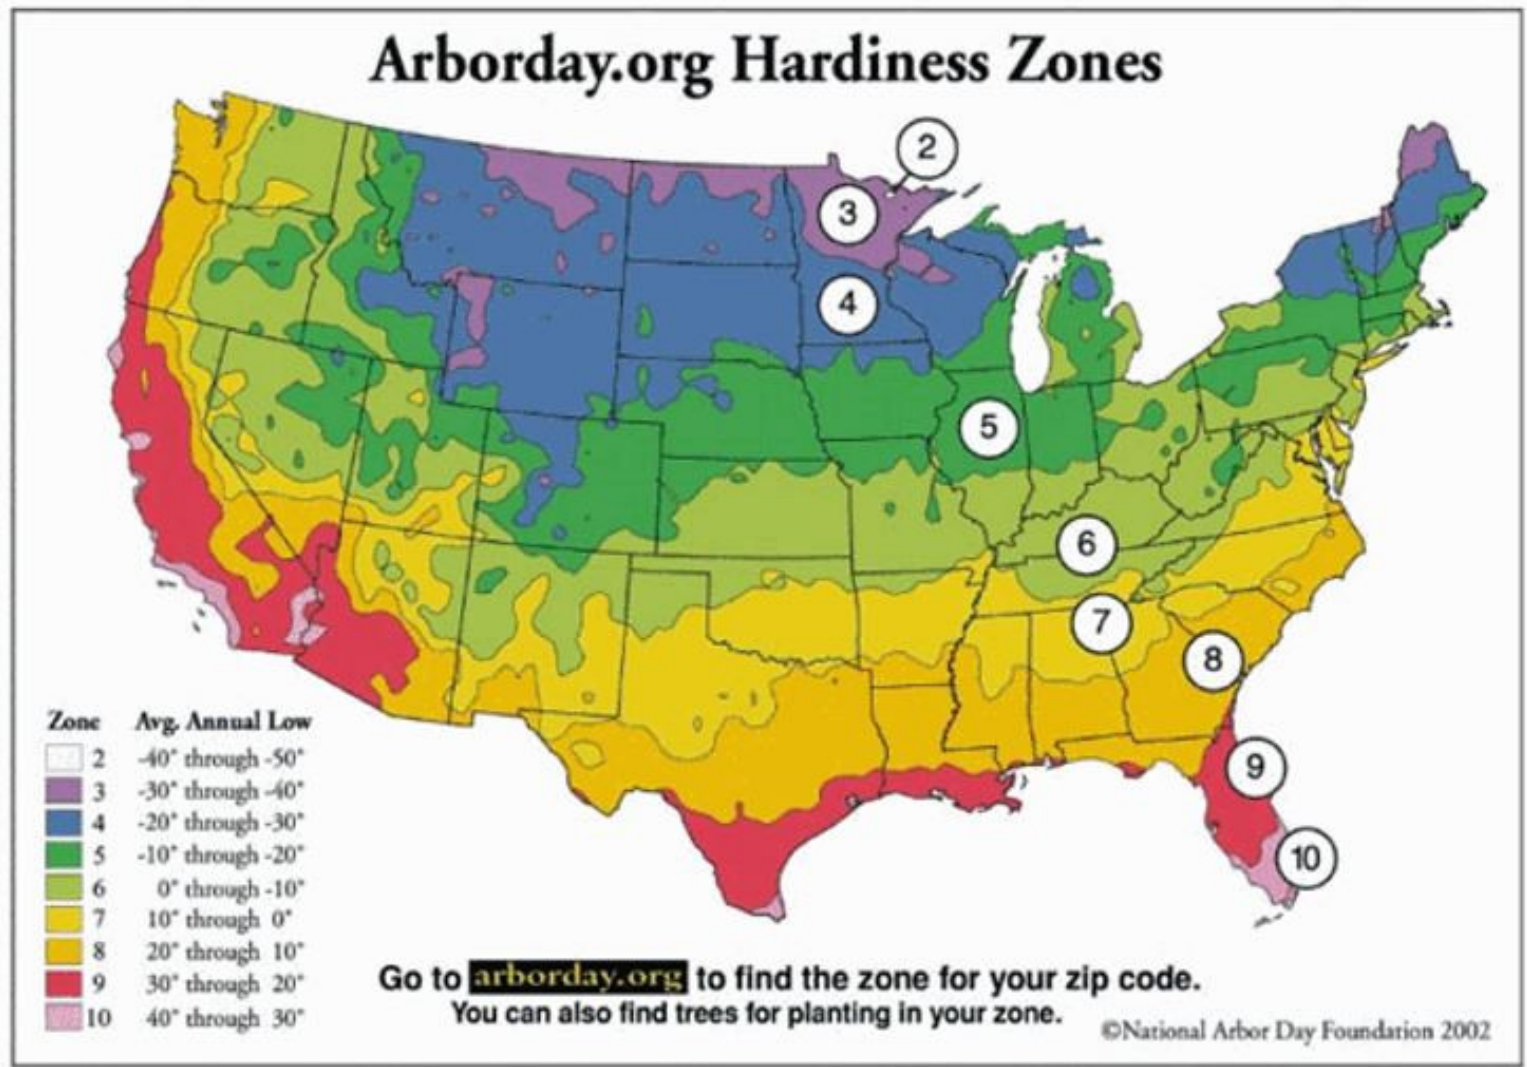 Arborday.org Hardiness Zones
2
3
4
5
6
7
8
9
10
Zone Avg. Annual Low
2 -40° through -50°
3 -30° through -40°
4 -20° through -30°
5 -10° through -20°
6 0° through -10°
7 10° through 0°
8 20° through 10°
9 30° through 20°
10 40° through 30°
Go to arborday.org to find the zone for your zip code.
You can also find trees for planting in your zone.
©National Arbor Day Foundation 2002